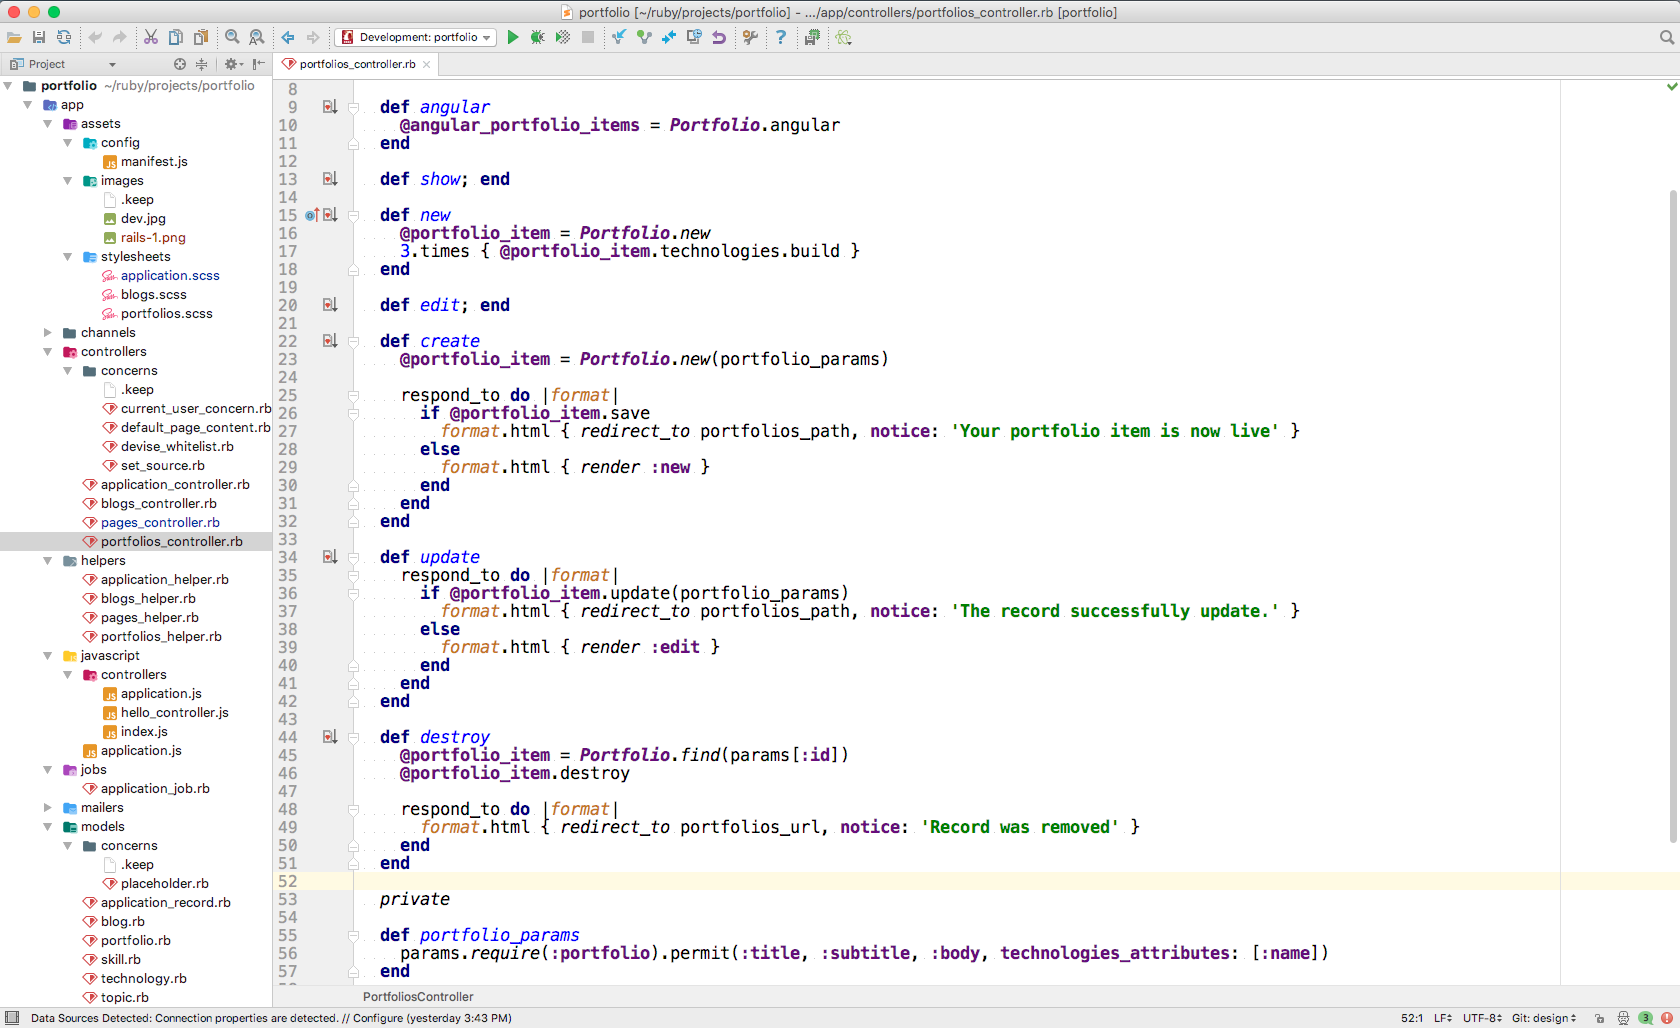 portfolio [~/ruby/projects/portfolio] - .../app/controllers/portfolios_controller.rb [portfolio]
Development: portfolio
Project
portfolios_controller.rb
portfolio ~/ruby/projects/portfolio
app
assets
config
manifest.js
images
.keep
dev.jpg
rails-1.png
stylesheets
application.scss
blogs.scss
portfolios.scss
channels
controllers
concerns
.keep
current_user_concern.rb
default_page_content.rb
devise_whitelist.rb
set_source.rb
application_controller.rb
blogs_controller.rb
pages_controller.rb
portfolios_controller.rb
helpers
application_helper.rb
blogs_helper.rb
pages_helper.rb
portfolios_helper.rb
javascript
controllers
application.js
hello_controller.js
index.js
application.js
jobs
application_job.rb
mailers
models
concerns
.keep
placeholder.rb
application_record.rb
blog.rb
portfolio.rb
skill.rb
technology.rb
topic.rb
8
9 def angular
10 @angular_portfolio_items = Portfolio.angular
11 end
12
13 def show; end
14
15 def new
16 @portfolio_item = Portfolio.new
17 3.times { @portfolio_item.technologies.build }
18 end
19
20 def edit; end
21
22 def create
23 @portfolio_item = Portfolio.new(portfolio_params)
24
25 respond_to do |format|
26 if @portfolio_item.save
27 format.html { redirect_to portfolios_path, notice: 'Your portfolio item is now live' }
28 else
29 format.html { render :new }
30 end
31 end
32 end
33
34 def update
35 respond_to do |format|
36 if @portfolio_item.update(portfolio_params)
37 format.html { redirect_to portfolios_path, notice: 'The record successfully update.' }
38 else
39 format.html { render :edit }
40 end
41 end
42 end
43
44 def destroy
45 @portfolio_item = Portfolio.find(params[:id])
46 @portfolio_item.destroy
47
48 respond_to do |format|
49 format.html { redirect_to portfolios_url, notice: 'Record was removed' }
50 end
51 end
52
53 private
54
55 def portfolio_params
56 params.require(:portfolio).permit(:title, :subtitle, :body, technologies_attributes: [:name])
57 end
PortfoliosController
Data Sources Detected: Connection properties are detected. // Configure (yesterday 3:43 PM)
52:1 LF UTF-8 Git: design 3